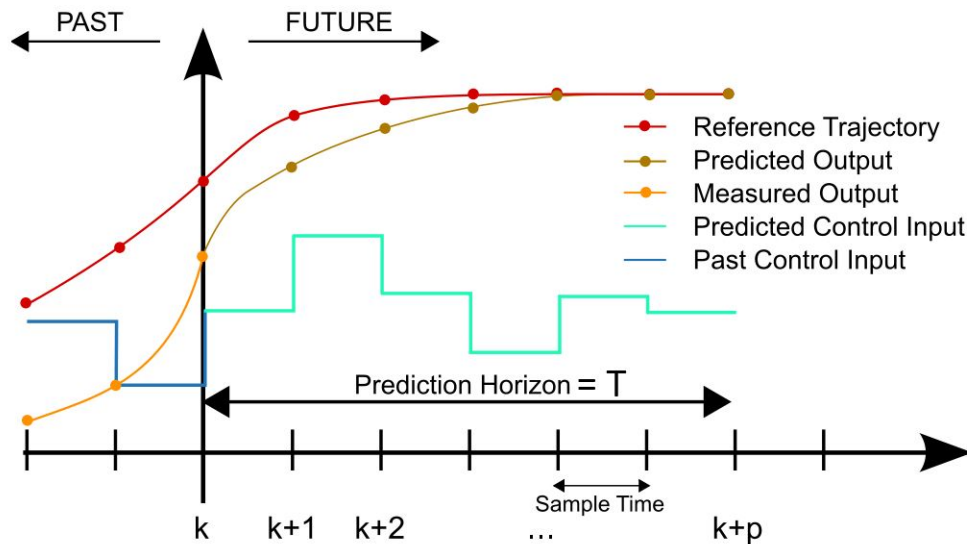 PAST
FUTURE
Reference Trajectory
Predicted Output
Measured Output
Predicted Control Input
Past Control Input
Prediction Horizon = T
Sample Time
k
k+1
k+2
...
k+p